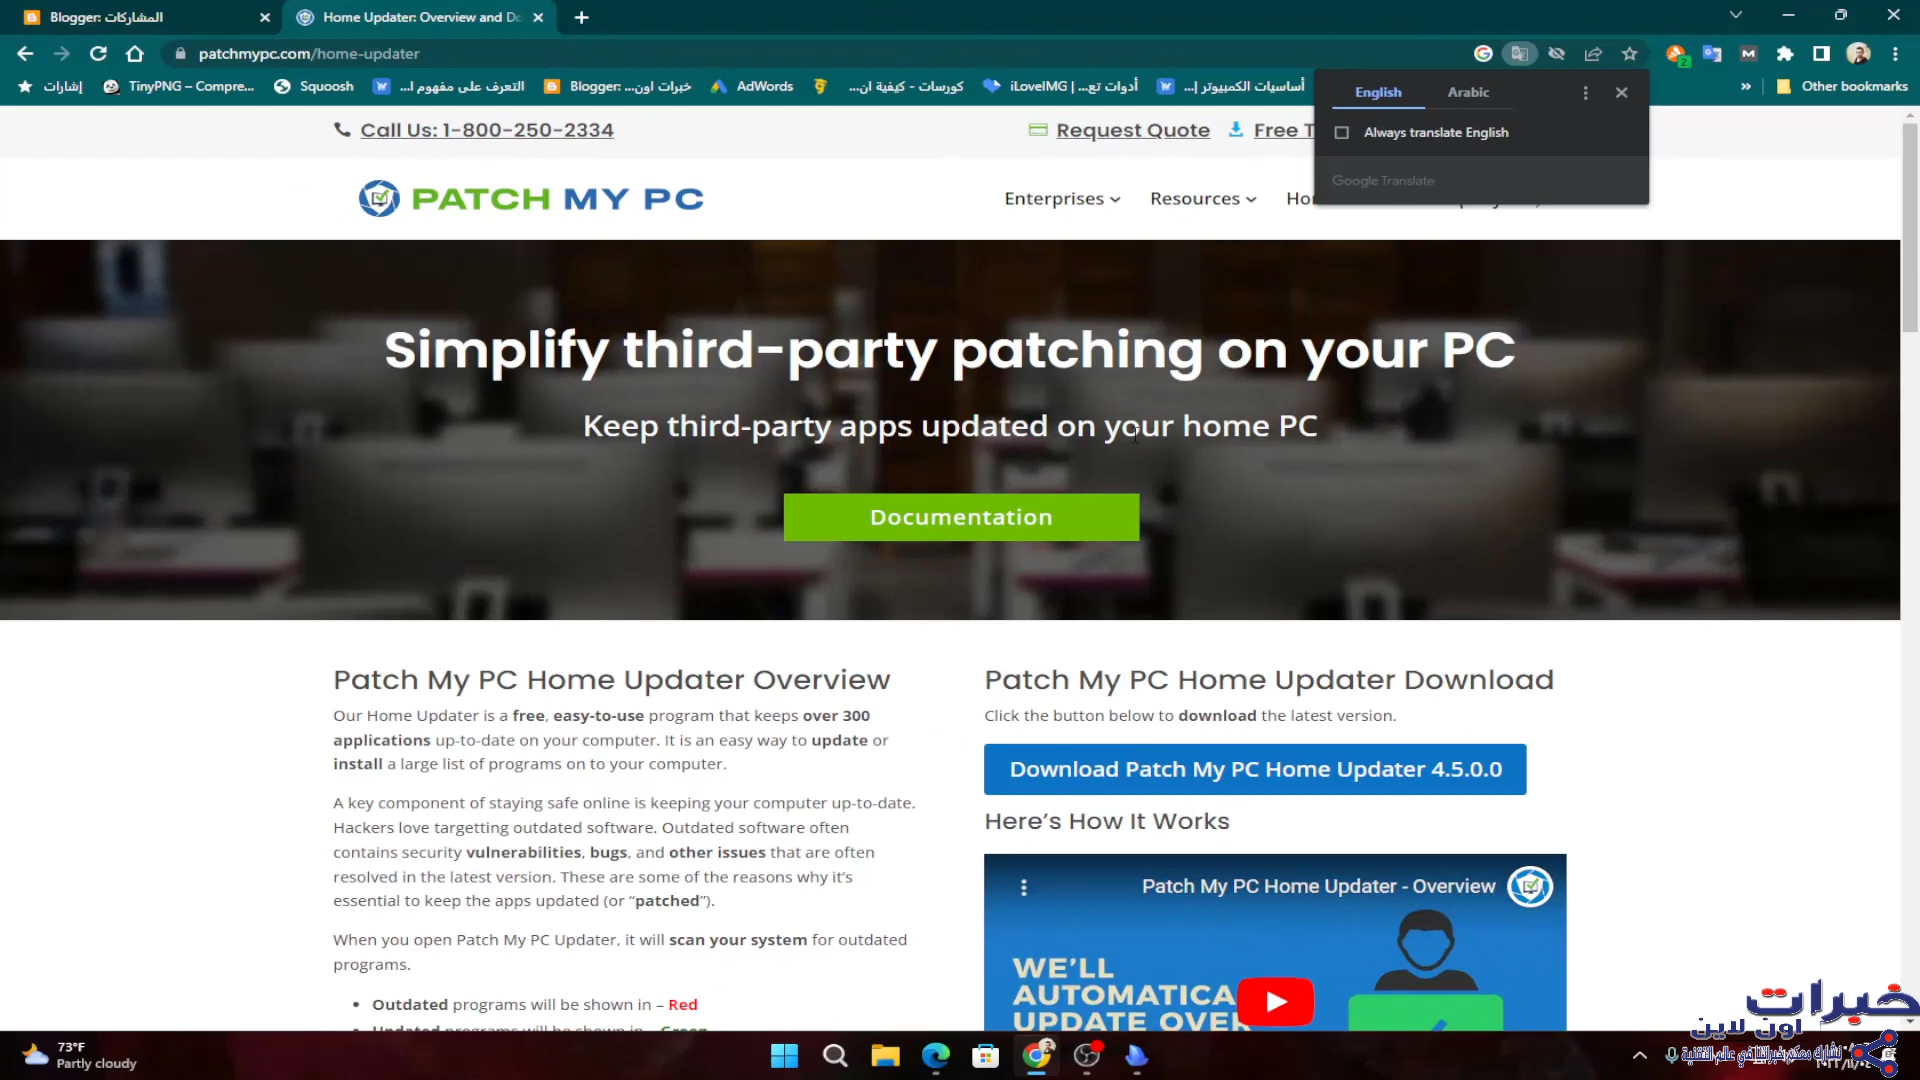 Blogger: المشاركات
Home Updater: Overview and Do
patchmypc.com/home-updater
إشارات
TinyPNG – Compre...
Squoosh
التعرف على مفهوم ا...
Blogger: خبرات اون...
AdWords
كورسات - كيفية ان...
iLoveIMG | أدوات تع...
أساسيات الكمبيوتر |...
»
Other bookmarks
English
Arabic
Always translate English
Google Translate
Call Us: 1-800-250-2334
Request Quote
Free T
PATCH MY PC
Enterprises
Resources
Ho
Simplify third-party patching on your PC
Keep third-party apps updated on your home PC
Documentation
Patch My PC Home Updater Overview
Our Home Updater is a free, easy-to-use program that keeps over 300
applications up-to-date on your computer. It is an easy way to update or
install a large list of programs on to your computer.
A key component of staying safe online is keeping your computer up-to-date.
Hackers love targetting outdated software. Outdated software often
contains security vulnerabilities, bugs, and other issues that are often
resolved in the latest version. These are some of the reasons why it's
essential to keep the apps updated (or "patched").
When you open Patch My PC Updater, it will scan your system for outdated
programs.
• Outdated programs will be shown in – Red
• Updated programs will be shown in – Green
Patch My PC Home Updater Download
Click the button below to download the latest version.
Download Patch My PC Home Updater 4.5.0.0
Here's How It Works
Patch My PC Home Updater - Overview
WE'LL
AUTOMATICA
UPDATE OVER
73°F
Partly cloudy
خبرات
اون لاين